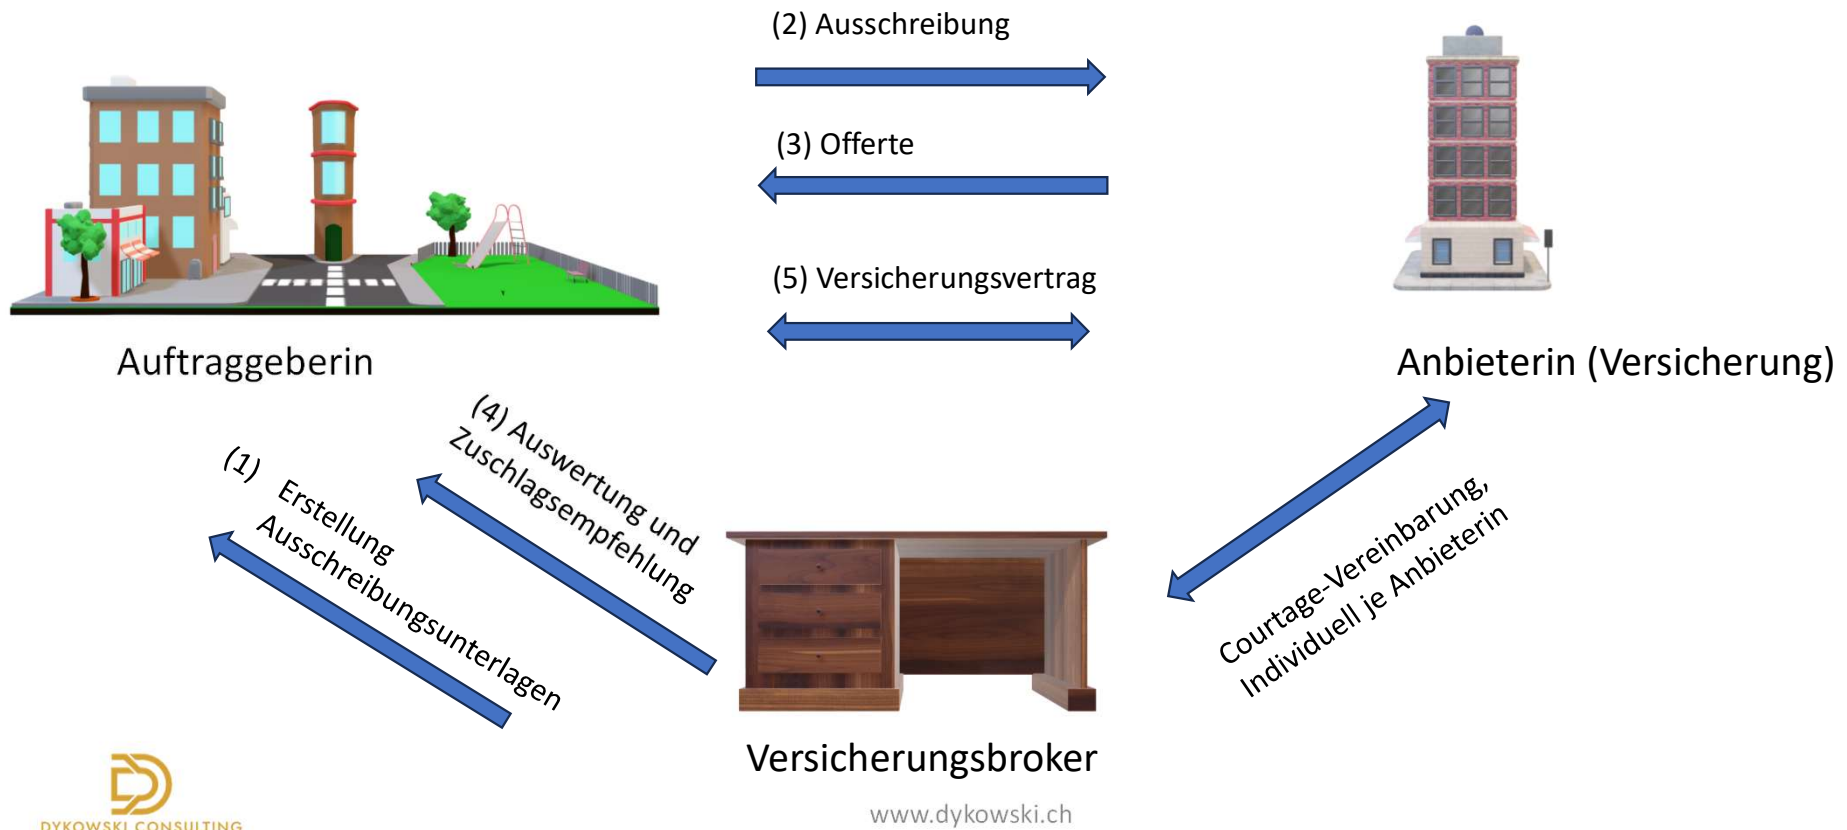 (2) Ausschreibung
(3) Offerte
(5) Versicherungsvertrag
Auftraggeberin
Anbieterin (Versicherung)
(4) Auswertung und
Zuschlagsempfehlung
(1) Erstellung
Ausschreibungsunterlagen
Courtage-Vereinbarung,
Individuell je Anbieterin
Versicherungsbroker
DYKOWSKI CONSULTING
www.dykowski.ch